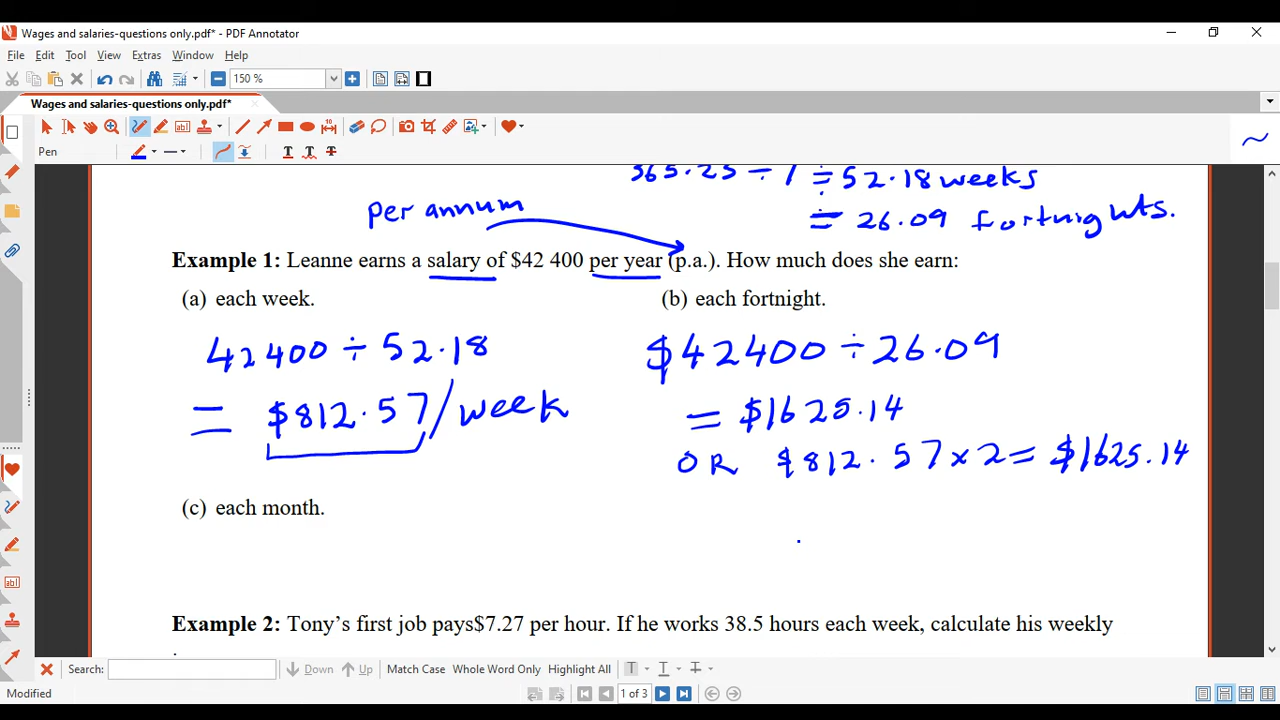 Wages and salaries-questions only.pdf* - PDF Annotator
File Edit Tool View Extras Window Help
150 %
Wages and salaries-questions only.pdf*
Pen
365.25 ÷ 7 ≐ 52.18 weeks
per annum
≐ 26.09 fortnights.
Example 1: Leanne earns a salary of $42 400 per year (p.a.). How much does she earn:
(a) each week. (b) each fortnight.
42400 ÷ 52.18 $42400 ÷ 26.09
= $812.57/week = $1625.14
OR $812.57 × 2 = $1625.14
(c) each month.
Example 2: Tony's first job pays$7.27 per hour. If he works 38.5 hours each week, calculate his weekly
Search: Down Up Match Case Whole Word Only Highlight All T T T
Modified 1 of 3